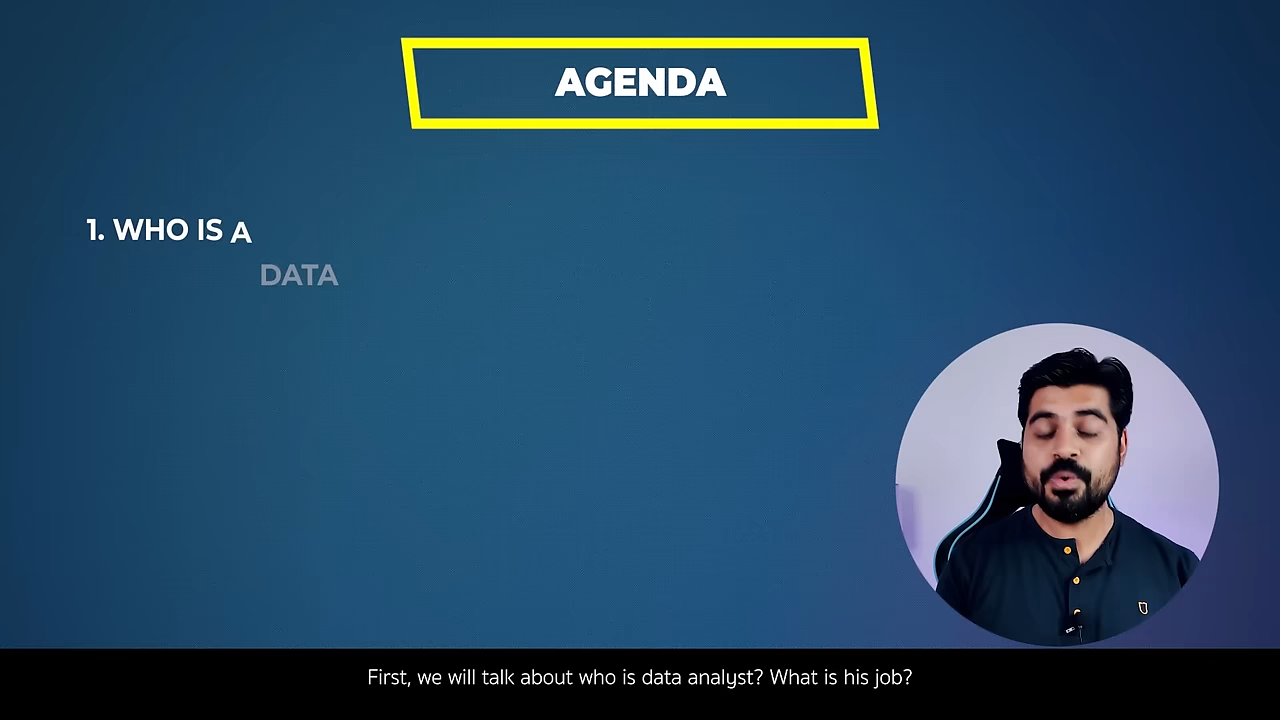 AGENDA
1. WHO IS A
DATA
First, we will talk about who is data analyst? What is his job?